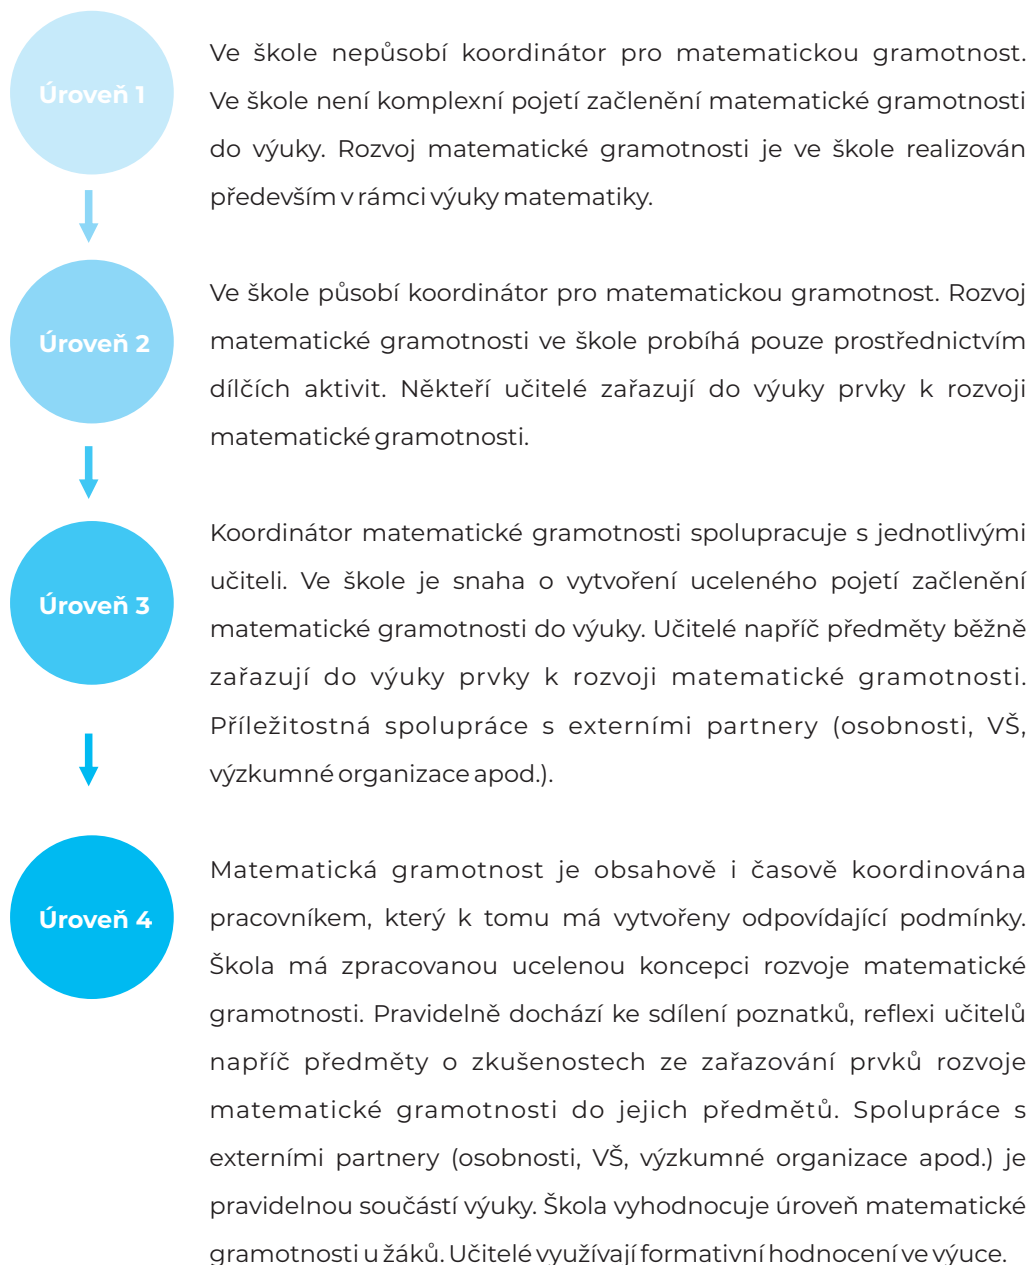 Úroveň 1
Ve škole nepůsobí koordinátor pro matematickou gramotnost.
Ve škole není komplexní pojetí začlenění matematické gramotnosti
do výuky. Rozvoj matematické gramotnosti je ve škole realizován
především v rámci výuky matematiky.
Úroveň 2
Ve škole působí koordinátor pro matematickou gramotnost. Rozvoj
matematické gramotnosti ve škole probíhá pouze prostřednictvím
dílčích aktivit. Někteří učitelé zařazují do výuky prvky k rozvoji
matematické gramotnosti.
Úroveň 3
Koordinátor matematické gramotnosti spolupracuje s jednotlivými
učiteli. Ve škole je snaha o vytvoření uceleného pojetí začlenění
matematické gramotnosti do výuky. Učitelé napříč předměty běžně
zařazují do výuky prvky k rozvoji matematické gramotnosti.
Příležitostná spolupráce s externími partnery (osobnosti, VŠ,
výzkumné organizace apod.).
Úroveň 4
Matematická gramotnost je obsahově i časově koordinována
pracovníkem, který k tomu má vytvořeny odpovídající podmínky.
Škola má zpracovanou ucelenou koncepci rozvoje matematické
gramotnosti. Pravidelně dochází ke sdílení poznatků, reflexi učitelů
napříč předměty o zkušenostech ze zařazování prvků rozvoje
matematické gramotnosti do jejich předmětů. Spolupráce s
externími partnery (osobnosti, VŠ, výzkumné organizace apod.) je
pravidelnou součástí výuky. Škola vyhodnocuje úroveň matematické
gramotnosti u žáků. Učitelé využívají formativní hodnocení ve výuce.